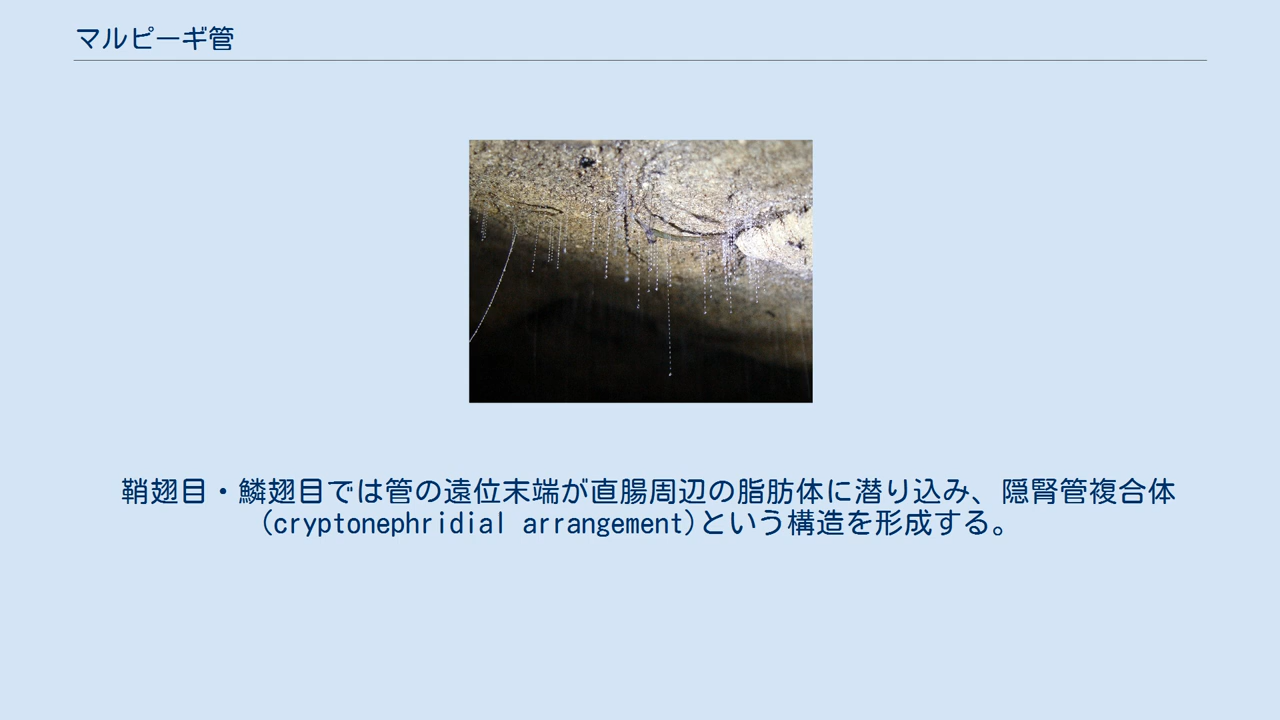 マルピーギ管
鞘翅目・鱗翅目では管の遠位末端が直腸周辺の脂肪体に潜り込み、隠腎管複合体
(cryptonephridial arrangement)という構造を形成する。